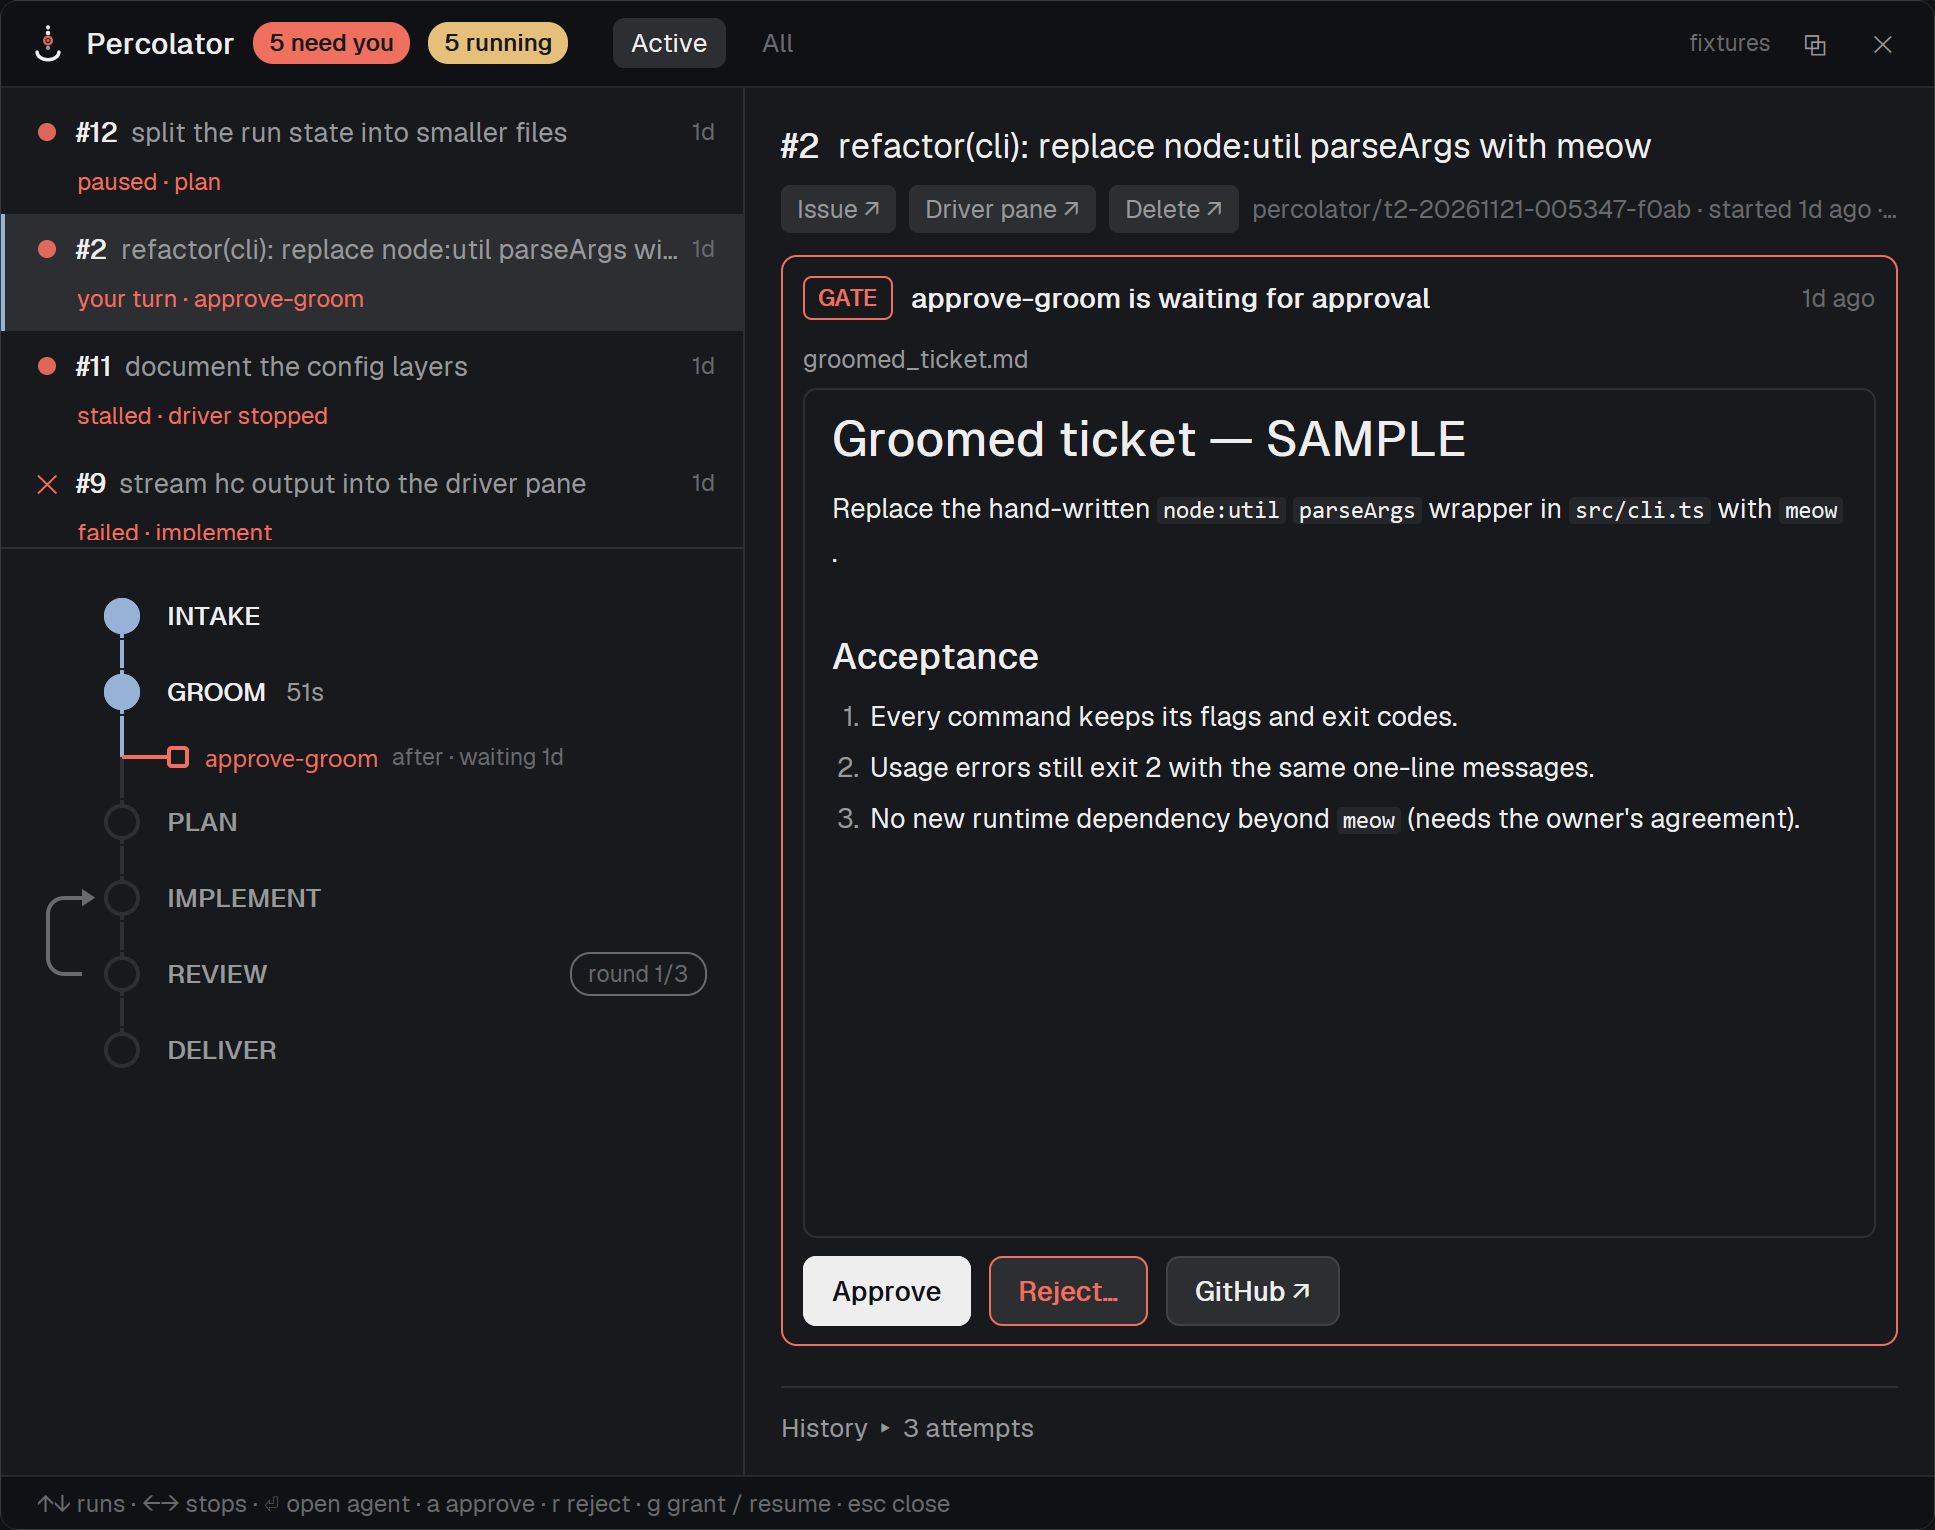 Percolator 5 need you 5 running Active All fixtures
#12 split the run state into smaller files 1d
paused · plan
#2 refactor(cli): replace node:util parseArgs wi... 1d
your turn · approve-groom
#11 document the config layers 1d
stalled · driver stopped
#9 stream hc output into the driver pane 1d
failed · implement
INTAKE
GROOM 51s
approve-groom after · waiting 1d
PLAN
IMPLEMENT
REVIEW round 1/3
DELIVER
#2 refactor(cli): replace node:util parseArgs with meow
Issue ↗ Driver pane ↗ Delete ↗ percolator/t2-20261121-005347-f0ab · started 1d ago ·...
GATE approve-groom is waiting for approval 1d ago
groomed_ticket.md
Groomed ticket — SAMPLE
Replace the hand-written node:util parseArgs wrapper in src/cli.ts with meow
.
Acceptance
1. Every command keeps its flags and exit codes.
2. Usage errors still exit 2 with the same one-line messages.
3. No new runtime dependency beyond meow (needs the owner's agreement).
Approve Reject... GitHub ↗
History ▸ 3 attempts
↑↓ runs · ←→ stops · ⏎ open agent · a approve · r reject · g grant / resume · esc close